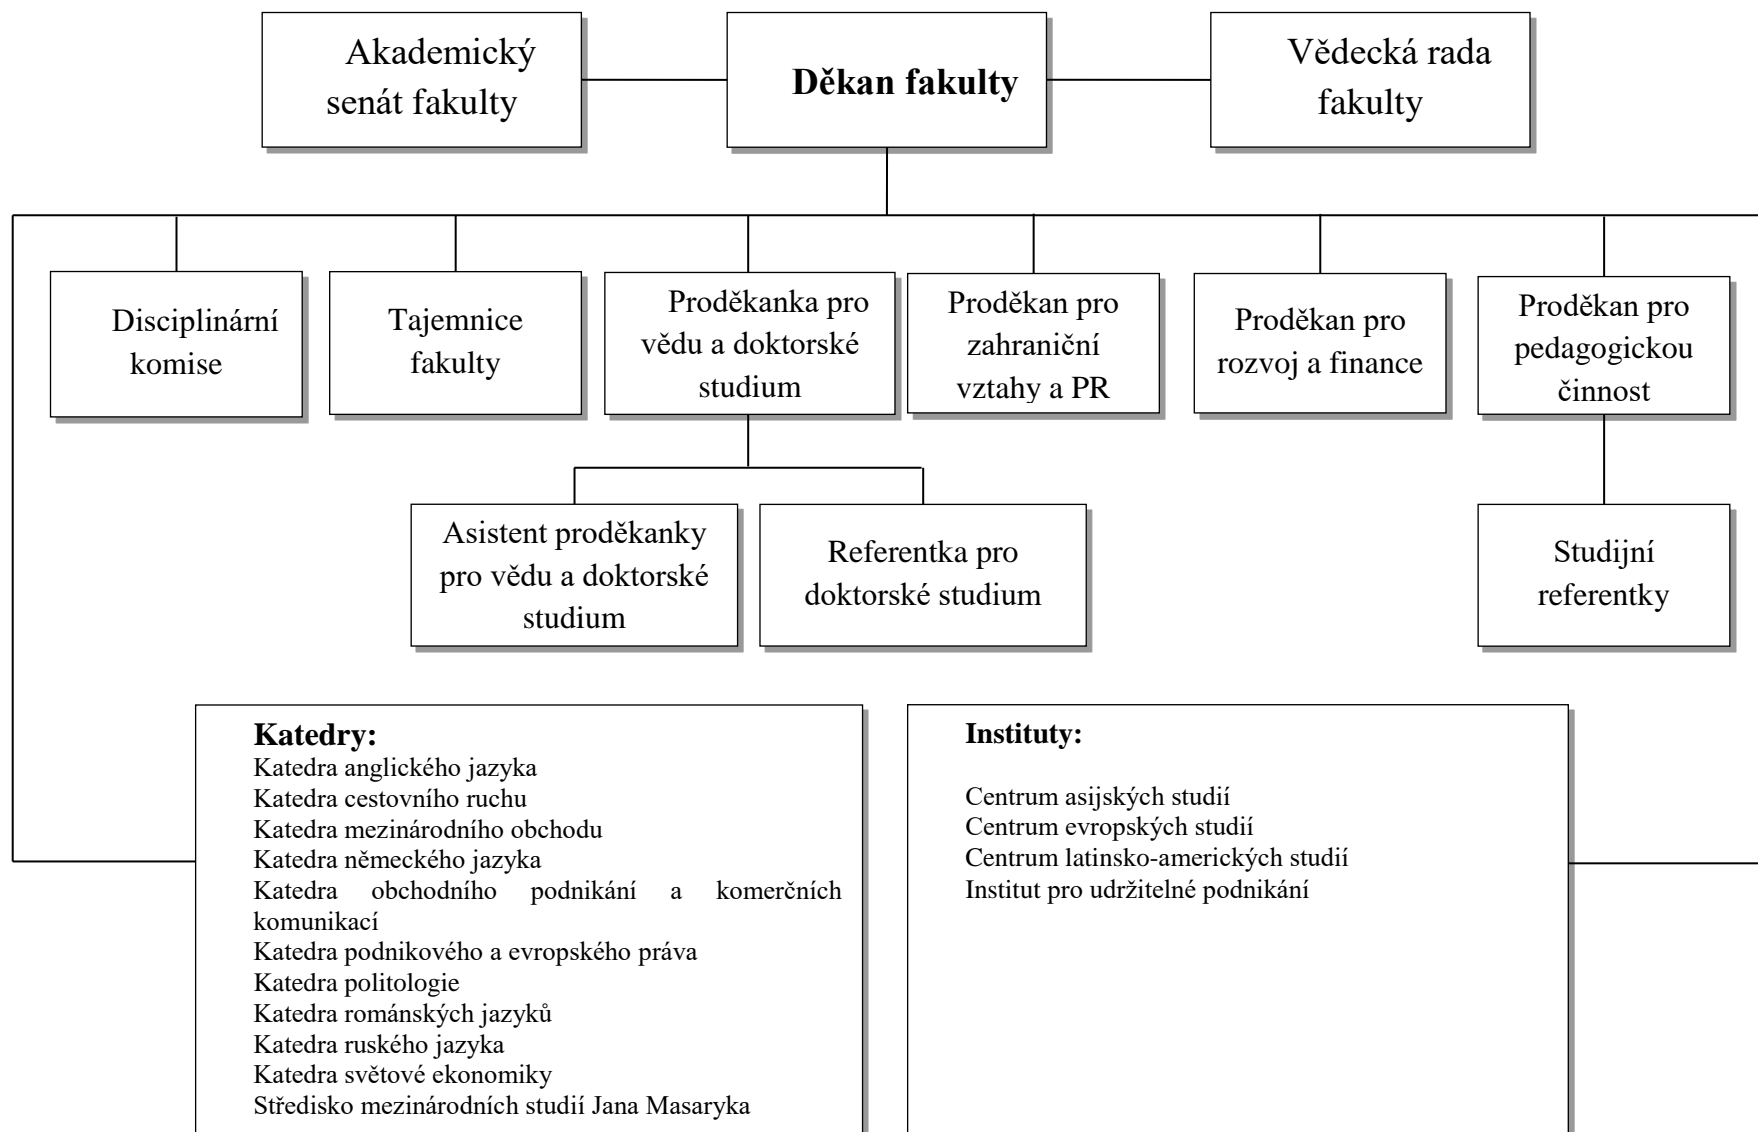 Akademický
senát fakulty
Děkan fakulty
Vědecká rada
fakulty
Disciplinární
komise
Tajemnice
fakulty
Proděkanka pro
vědu a doktorské
studium
Proděkan pro
zahraniční
vztahy a PR
Proděkan pro
rozvoj a finance
Proděkan pro
pedagogickou
činnost
Asistent proděkanky
pro vědu a doktorské
studium
Referentka pro
doktorské studium
Studijní
referentky
Katedry:
Katedra anglického jazyka
Katedra cestovního ruchu
Katedra mezinárodního obchodu
Katedra německého jazyka
Katedra obchodního podnikání a komerčních
komunikací
Katedra podnikového a evropského práva
Katedra politologie
Katedra románských jazyků
Katedra ruského jazyka
Katedra světové ekonomiky
Středisko mezinárodních studií Jana Masaryka
Instituty:
Centrum asijských studií
Centrum evropských studií
Centrum latinsko-amerických studií
Institut pro udržitelné podnikání